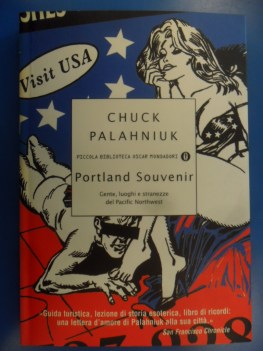 Visit USA
CHUCK
PALAHNIUK
PICCOLA BIBLIOTECA OSCAR MONDADORI
Portland Souvenir
Gente, luoghi e stranezze
del Pacific Northwest
«Guida turistica, lezione di storia esoterica, libro di ricordi:
una lettera d'amore di Palahniuk alla sua città.»
San Francisco Chronicle